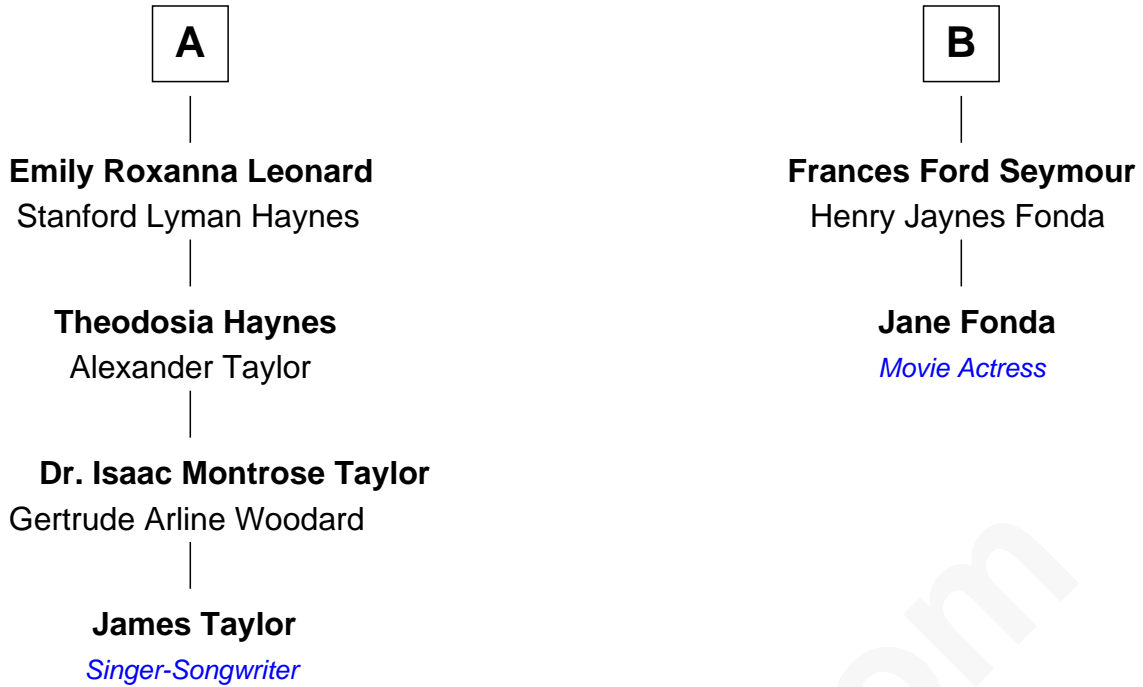 A
Emily Roxanna Leonard
Stanford Lyman Haynes
Theodosia Haynes
Alexander Taylor
Dr. Isaac Montrose Taylor
Gertrude Arline Woodard
James Taylor
Singer-Songwriter
B
Frances Ford Seymour
Henry Jaynes Fonda
Jane Fonda
Movie Actress
om